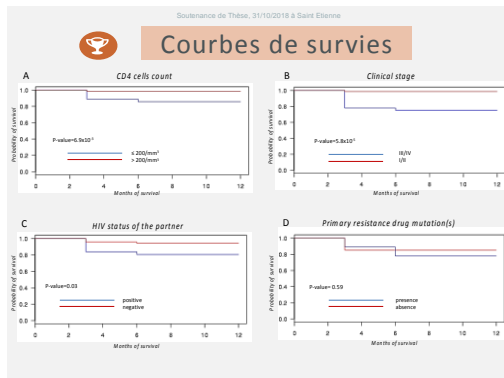 Soutenance de Thèse, 31/10/2018 à Saint Etienne
Courbes de survies
A
CD4 cells count
Probability of survival
1.0
0.8
0.6
0.4
0.2
0.0
P-value=6.9x10⁻³
≤ 200/mm³
> 200/mm³
0 2 4 6 8 10 12
Months of survival
B
Clinical stage
Probability of survival
1.0
0.8
0.6
0.4
0.2
0.0
P-value=5.8x10⁻³
III/IV
I/II
0 2 4 6 8 10 12
Months of survival
C
HIV status of the partner
Probability of survival
1.0
0.8
0.6
0.4
0.2
0.0
P-value=0.03
positive
negative
0 2 4 6 8 10 12
Months of survival
D
Primary resistance drug mutation(s)
Probability of survival
1.0
0.8
0.6
0.4
0.2
0.0
P-value= 0.59
presence
absence
0 2 4 6 8 10 12
Months of survival